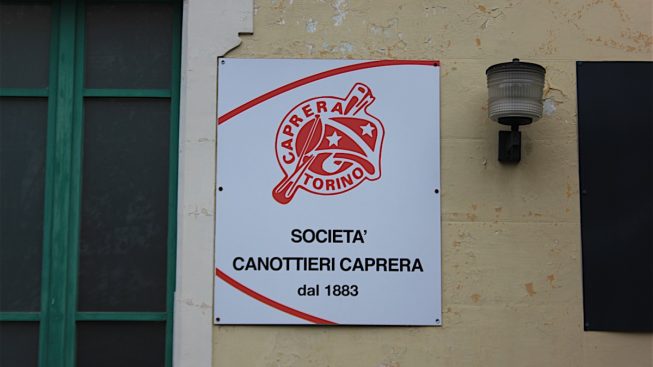 CAPRERA
TORINO
SOCIETA'
CANOTTIERI CAPRERA
dal 1883